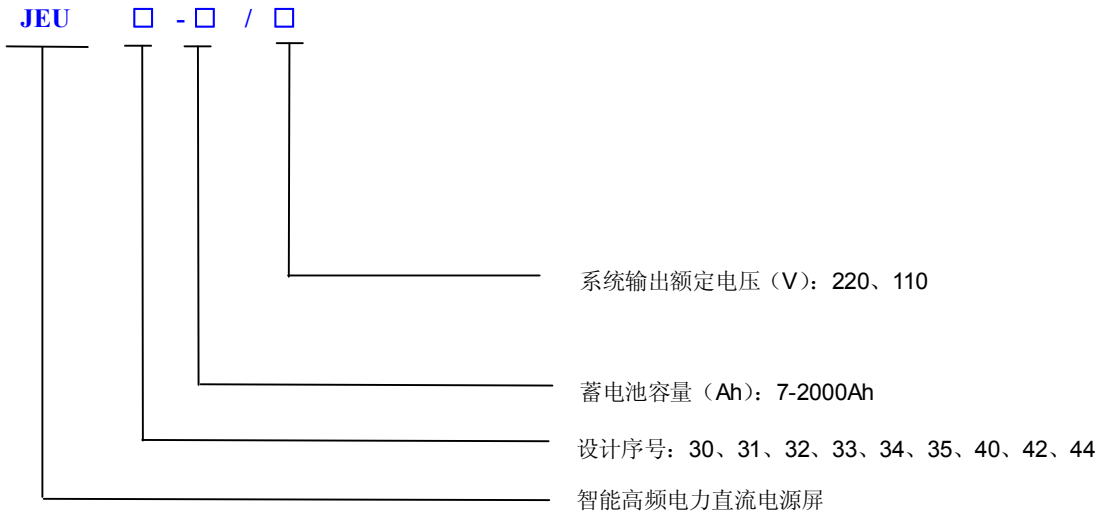 JEU □ - □ / □
系统输出额定电压（V）：220、110
蓄电池容量（Ah）：7-2000Ah
设计序号：30、31、32、33、34、35、40、42、44
智能高频电力直流电源屏